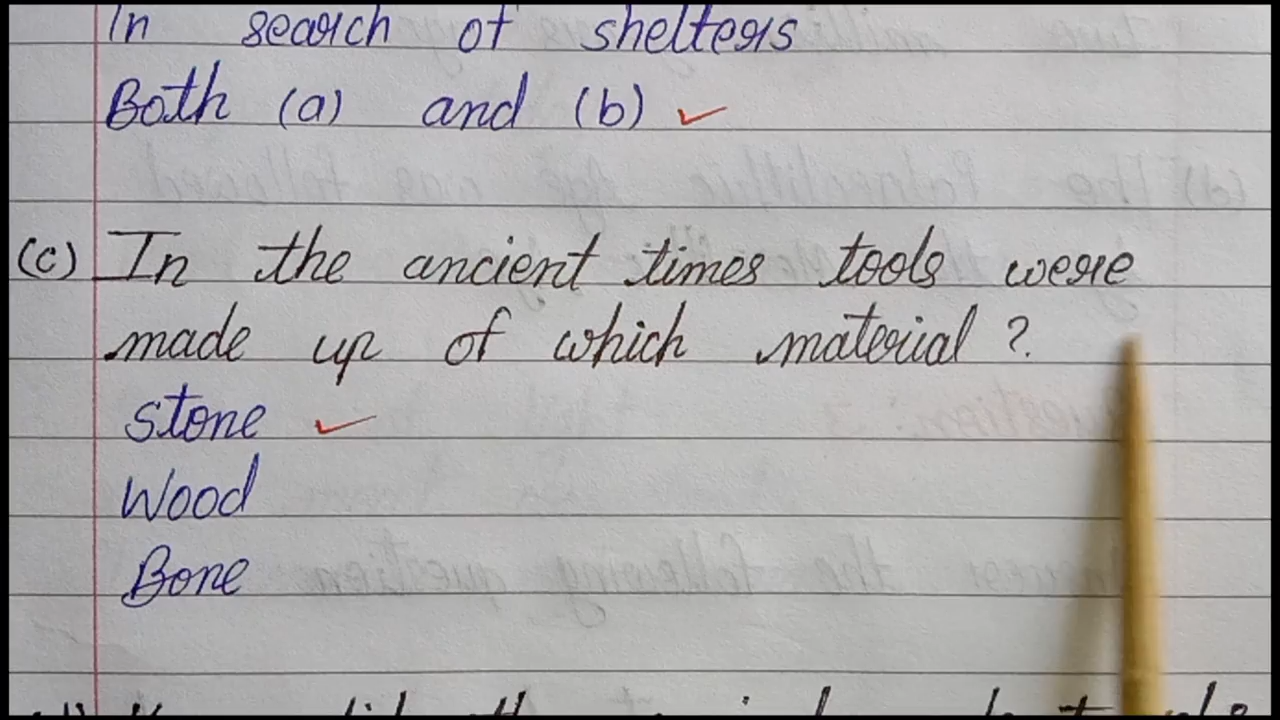 In search of shelters
Both (a) and (b) ✓
(c) In the ancient times tools were
made up of which material ?
Stone ✓
Wood
Bone